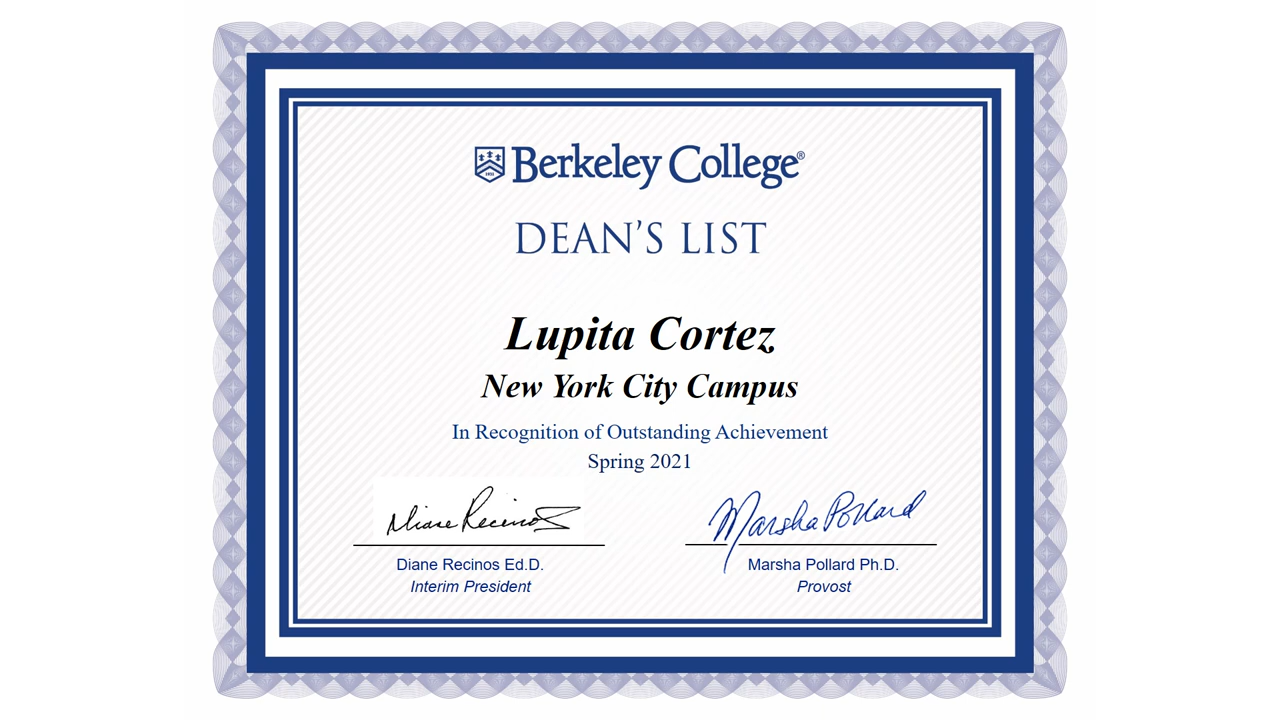 Berkeley College®
DEAN'S LIST
Lupita Cortez
New York City Campus
In Recognition of Outstanding Achievement
Spring 2021
Diane Recinos
Marsha Pollard
Diane Recinos Ed.D.
Marsha Pollard Ph.D.
Interim President
Provost